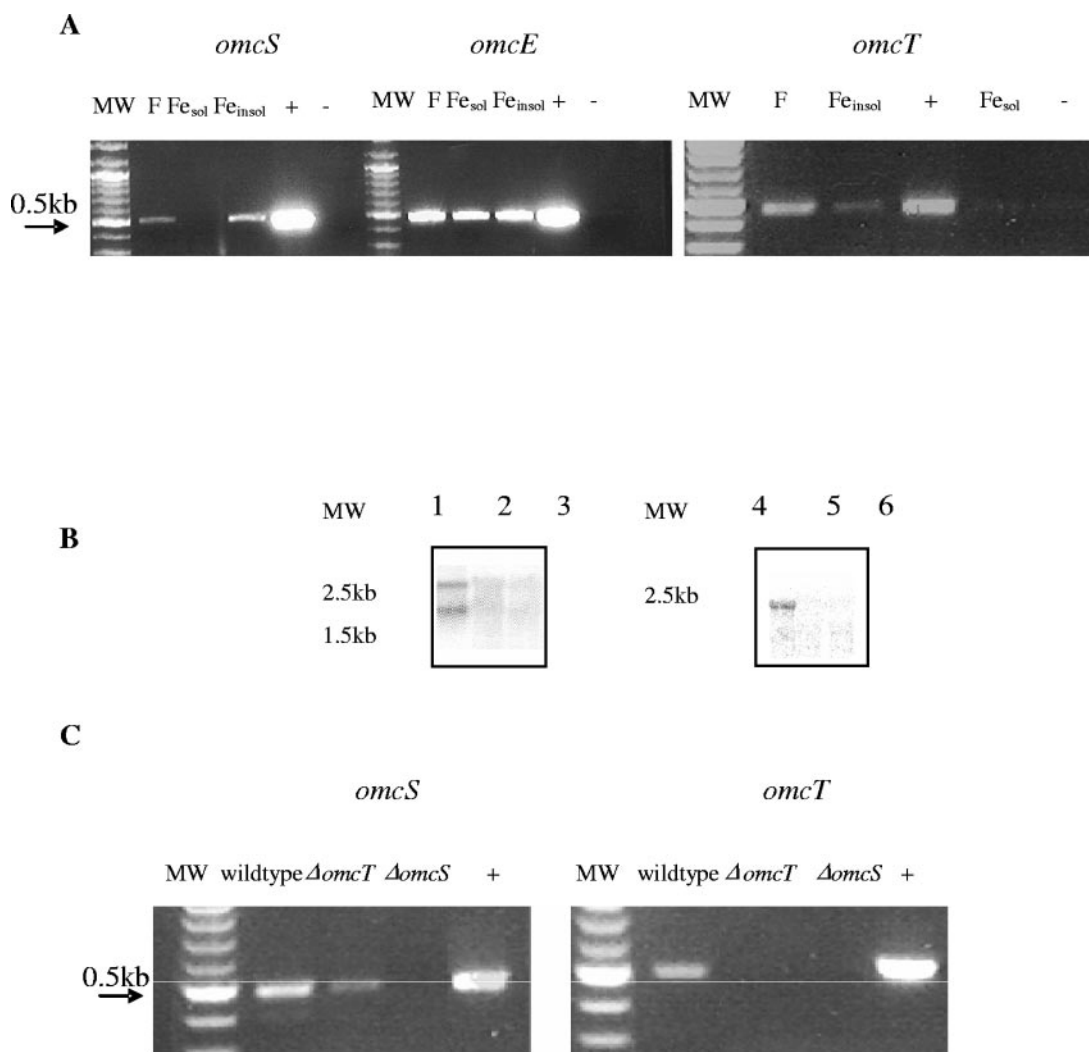 A
omcS omcE omcT
MW F Fesol Feinsol + - MW F Fesol Feinsol + - MW F Feinsol + Fesol -
0.5kb
B
MW 1 2 3 MW 4 5 6
2.5kb 2.5kb
1.5kb
C
omcS omcT
MW wildtype ΔomcT ΔomcS + MW wildtype ΔomcT ΔomcS +
0.5kb